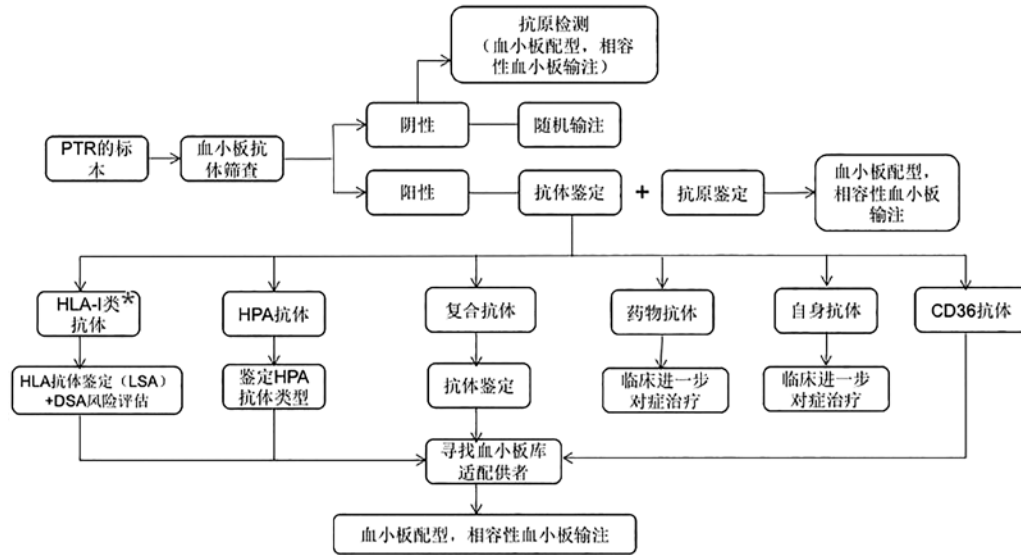 抗原检测
（血小板配型，相容
性血小板输注）
阴性
随机输注
PTR的标
本
血小板抗
体筛查
阳性
抗体鉴定
+
抗原鉴定
血小板配型，
相容性血小板
输注
HLA-I类*
抗体
HPA抗体
复合抗体
药物抗体
自身抗体
CD36抗体
HLA抗体鉴定（LSA）
+DSA风险评估
鉴定HPA
抗体类型
抗体鉴定
临床进一步
对症治疗
临床进一步
对症治疗
寻找血小板库
适配供者
血小板配型，相容性血小板输注